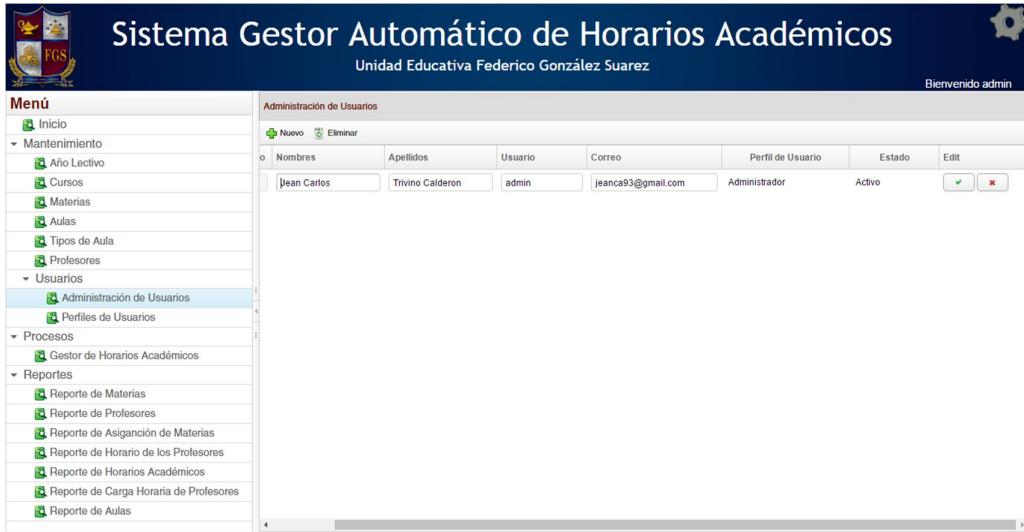 Sistema Gestor Automático de Horarios Académicos
FGS
Unidad Educativa Federico González Suarez
Bienvenido admin
Menú
Inicio
Mantenimiento
Año Lectivo
Cursos
Materias
Aulas
Tipos de Aula
Profesores
Usuarios
Administración de Usuarios
Perfiles de Usuarios
Procesos
Gestor de Horarios Académicos
Reportes
Reporte de Materias
Reporte de Profesores
Reporte de Asiganción de Materias
Reporte de Horario de los Profesores
Reporte de Horarios Académicos
Reporte de Carga Horaria de Profesores
Reporte de Aulas
Administración de Usuarios
Nuevo Eliminar
o Nombres Apellidos Usuario Correo Perfil de Usuario Estado Edit
Jean Carlos Trivino Calderon admin jeanca93@gmail.com Administrador Activo